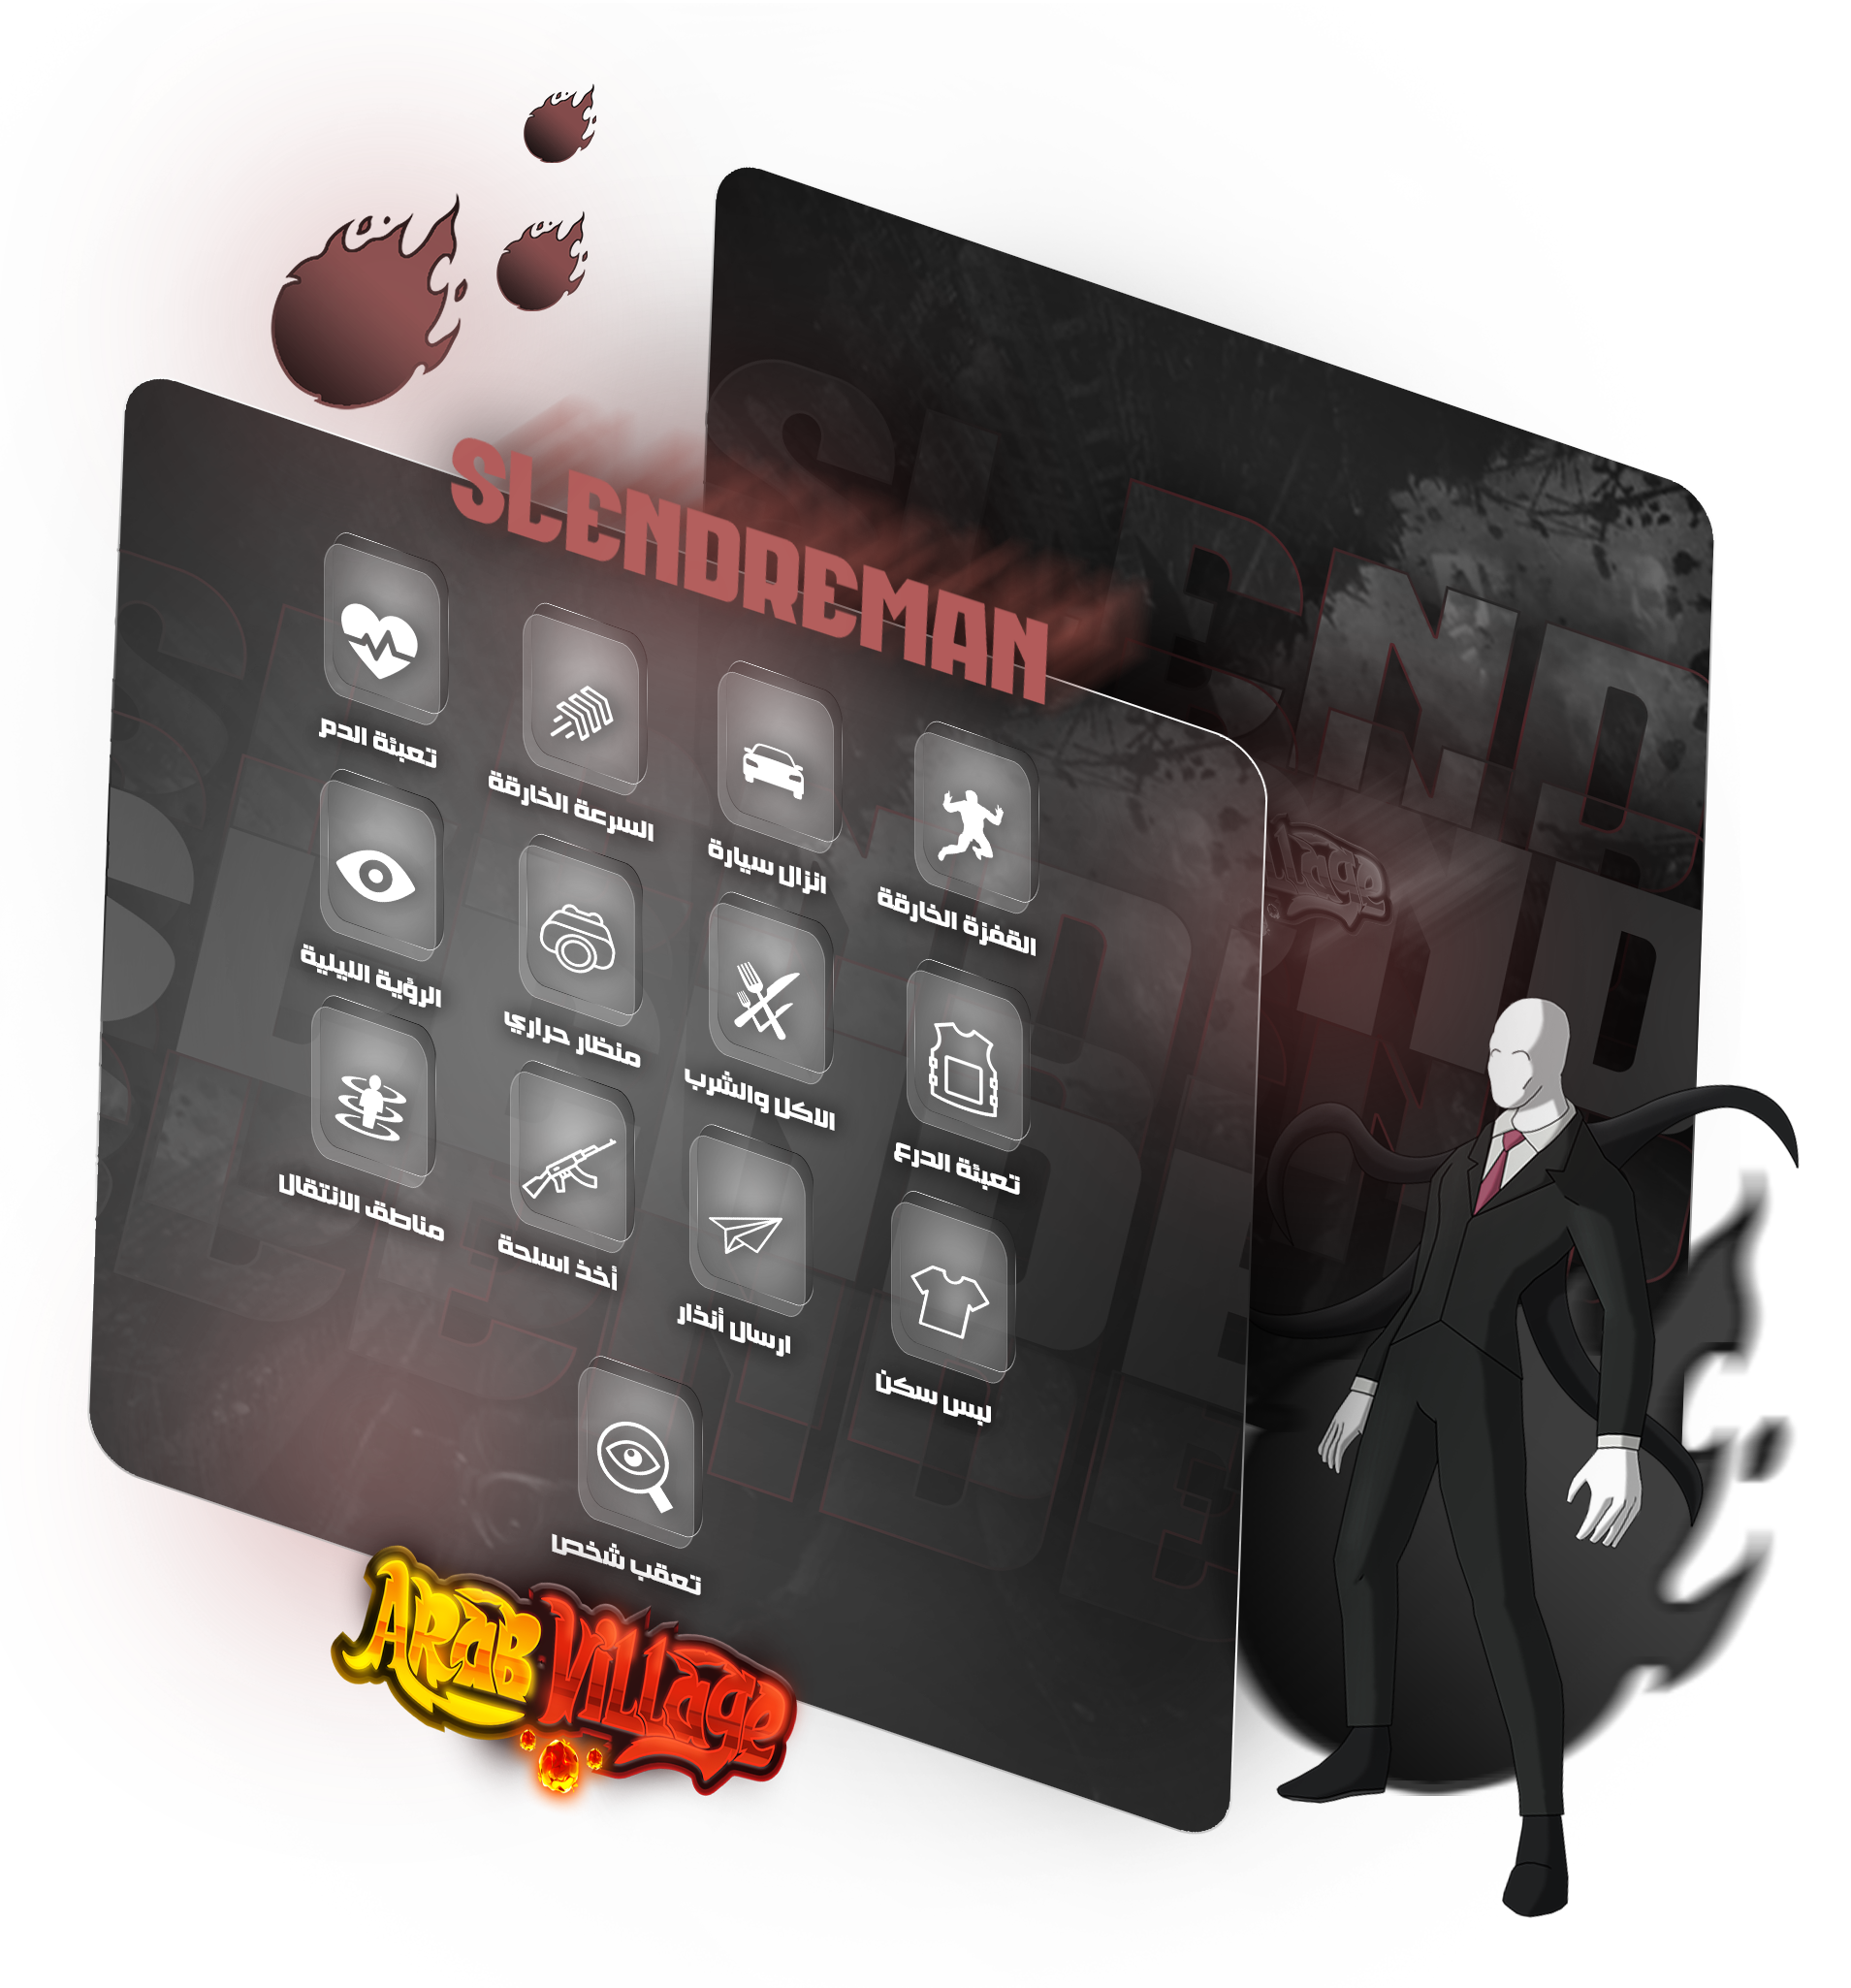 SLENDREMAN
القفزة الخارقة
انزال سيارة
السرعة الخارقة
تعبئة الدم
تعبئة الدرع
الاكل والشرب
منظار حراري
الرؤية الليلية
لبس سكن
ارسال أنذار
أخذ اسلحة
مناطق الانتقال
تعقب شخص
ARAB Village